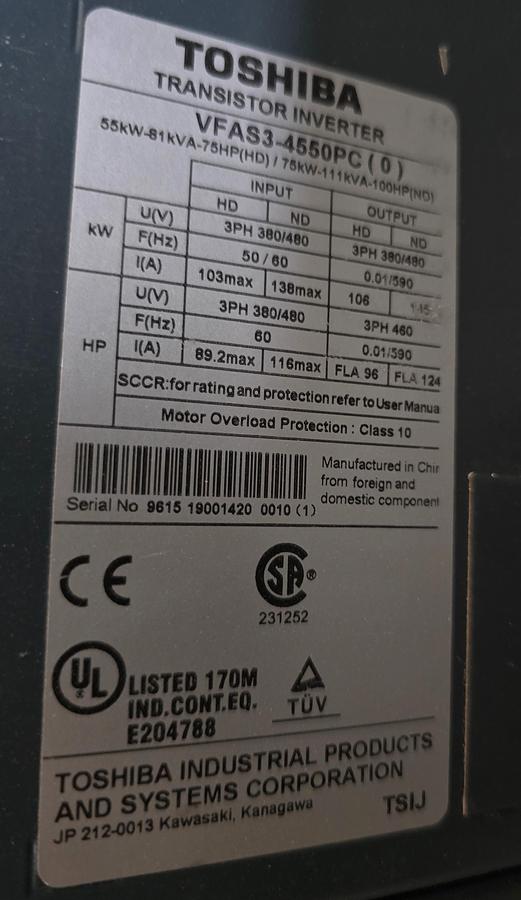 TOSHIBA
TRANSISTOR INVERTER
VFAS3-4550PC ( 0 )
55kW-81kVA-75HP(HD) / 75kW-111kVA-100HP(ND)
INPUT OUTPUT
HD ND HD ND
kW U(V) 3PH 380/480 3PH 380/480
F(Hz) 50 / 60 0.01/590
I(A) 103max 138max 106
HP U(V) 3PH 380/480 3PH 460
F(Hz) 60 0.01/590
I(A) 89.2max 116max FLA 96 FLA 124
SCCR:for rating and protection refer to User Manua
Motor Overload Protection : Class 10
Manufactured in Chir
from foreign and
domestic component
Serial No 9615 19001420 0010 (1)
CE SA ®
231252
UL ® LISTED 170M
IND.CONT.EQ.
E204788
TÜV
TOSHIBA INDUSTRIAL PRODUCTS
AND SYSTEMS CORPORATION
JP 212-0013 Kawasaki, Kanagawa TSIJ